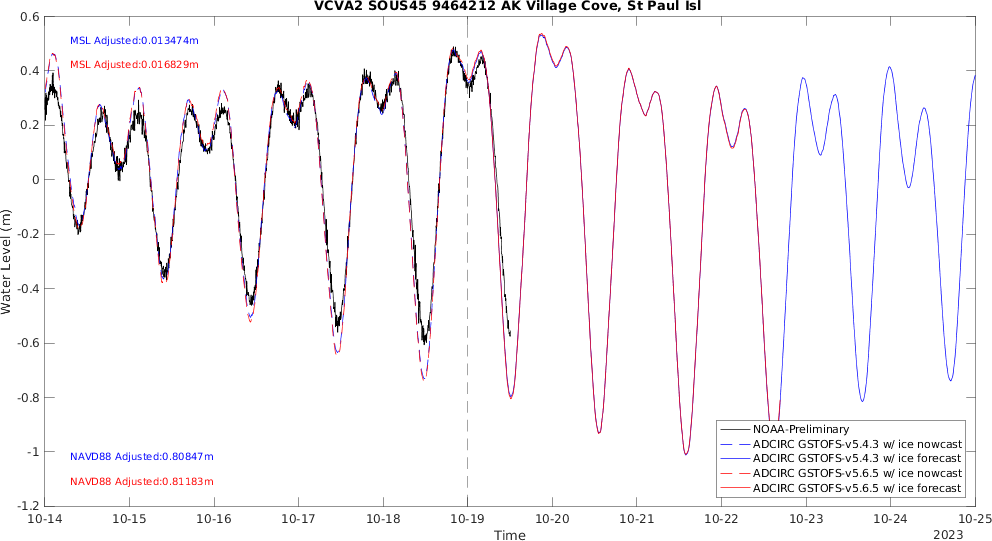 VCVA2 SOUS45 9464212 AK Village Cove, St Paul Isl
MSL Adjusted:0.013474m
MSL Adjusted:0.016829m
NAVD88 Adjusted:0.80847m
NAVD88 Adjusted:0.81183m
Water Level (m)
0.6
0.4
0.2
0
-0.2
-0.4
-0.6
-0.8
-1
-1.2
NOAA-Preliminary
ADCIRC GSTOFS-v5.4.3 w/ ice nowcast
ADCIRC GSTOFS-v5.4.3 w/ ice forecast
ADCIRC GSTOFS-v5.6.5 w/ ice nowcast
ADCIRC GSTOFS-v5.6.5 w/ ice forecast
10-14 10-15 10-16 10-17 10-18 10-19 10-20 10-21 10-22 10-23 10-24 10-25
Time
2023